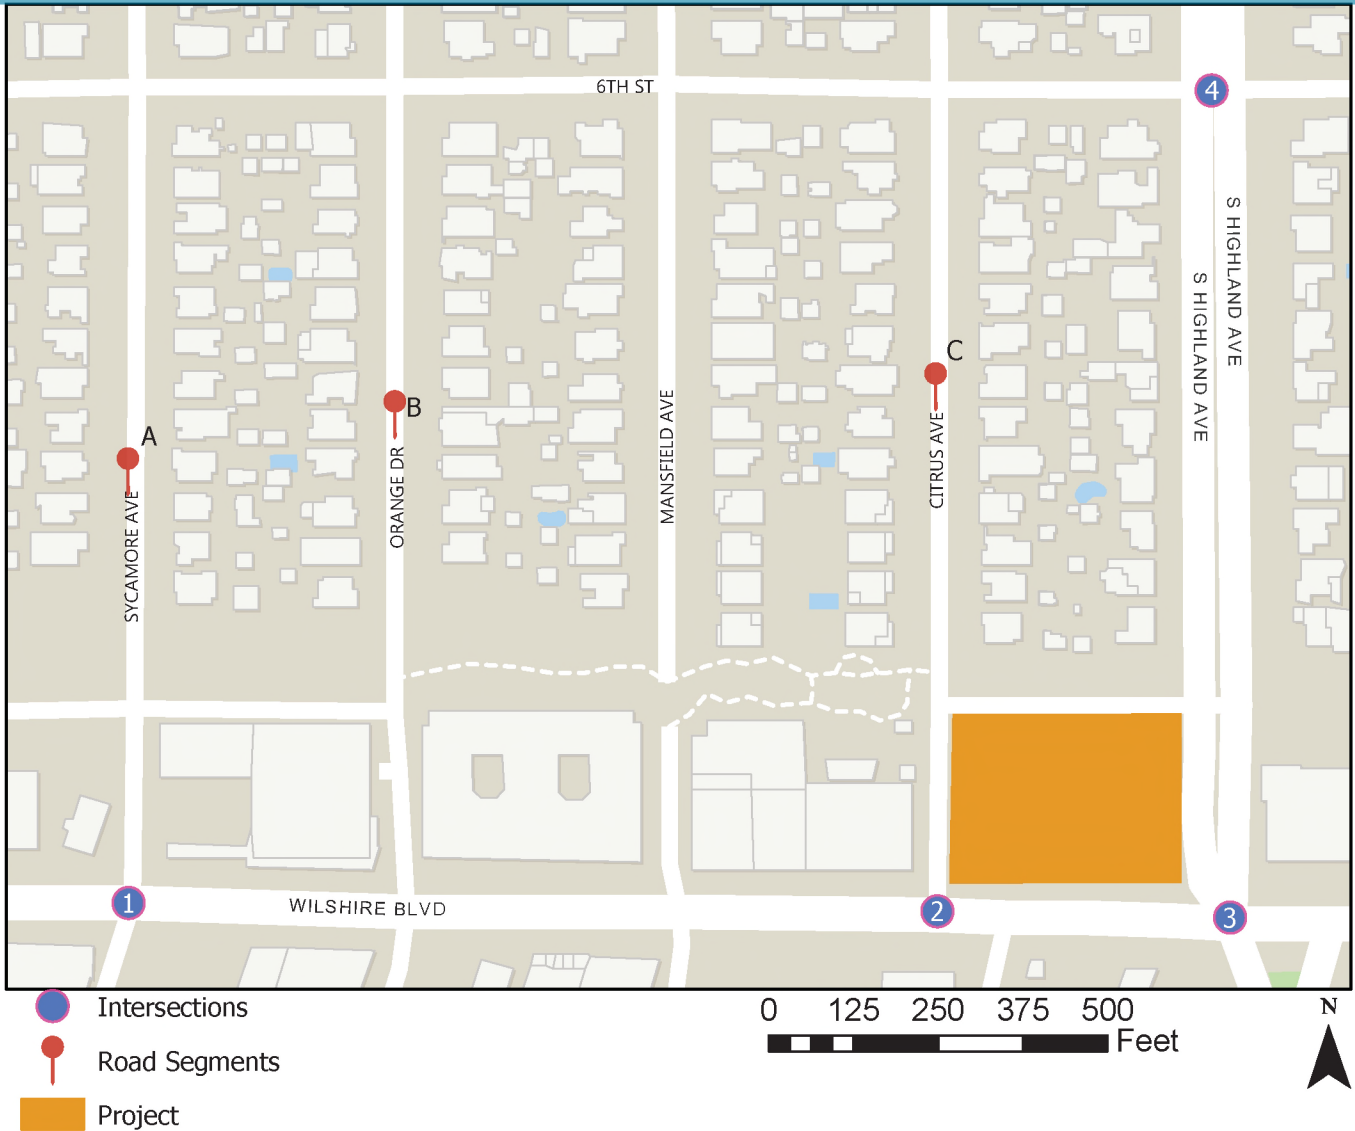 6TH ST
4
S HIGHLAND AVE
S HIGHLAND AVE
C
B
A
MANSFIELD AVE
CITRUS AVE
ORANGE DR
SYCAMORE AVE
1
WILSHIRE BLVD
2
3
Intersections
Road Segments
Project
0 125 250 375 500
Feet
N